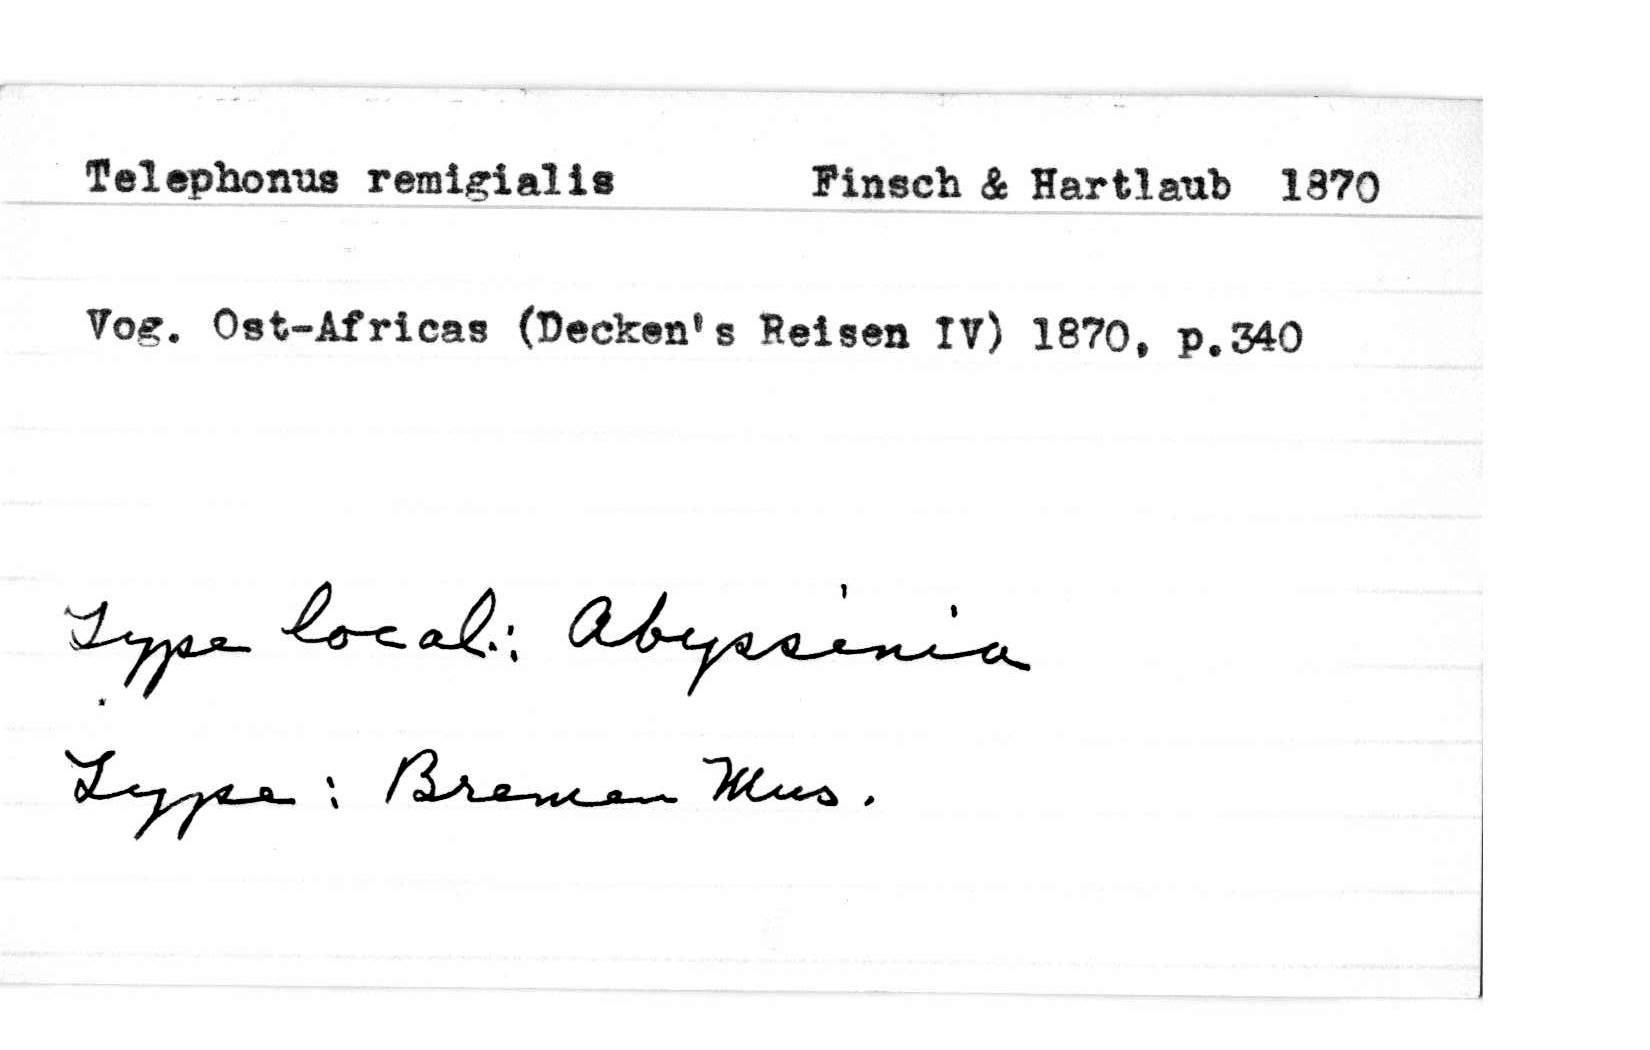 Telephonus remigialis Finsch & Hartlaub 1870
Vog. Ost-Africas (Decken's Reisen IV) 1870, p.340
Type local.: Abyssinia
Type : Bremen Mus.